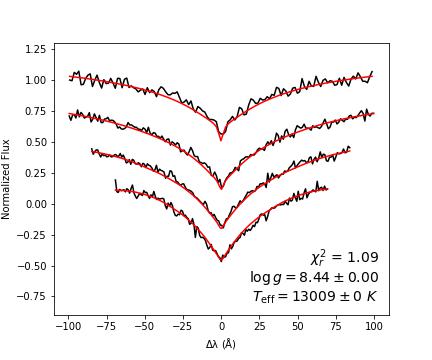 1.25
1.00
0.75
0.50
0.25
0.00
−0.25
−0.50
−0.75
Normalized Flux
χ²ᵣ = 1.09
log g = 8.44 ± 0.00
T_eff = 13009 ± 0 K
−100 −75 −50 −25 0 25 50 75 100
Δλ (Å)